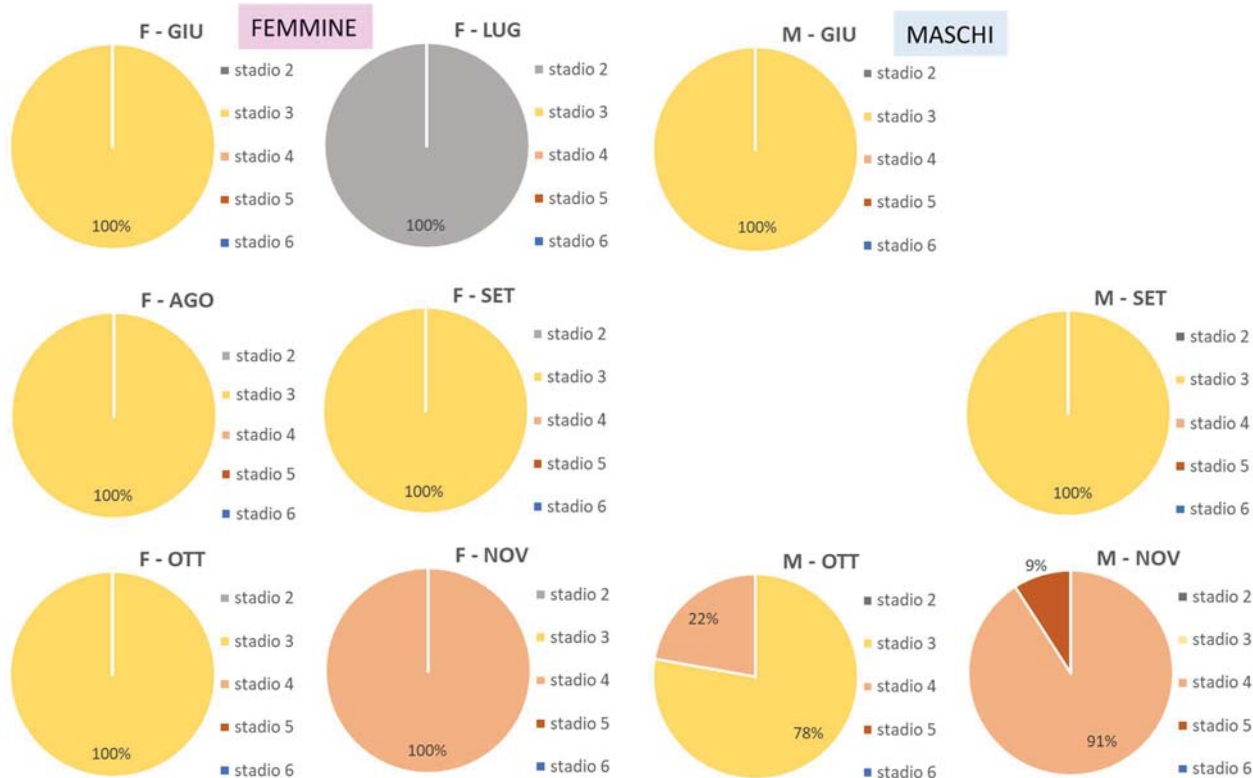 FEMMINE
MASCHI
F - GIU
stadio 2
stadio 3
stadio 4
stadio 5
stadio 6
100%
F - LUG
stadio 2
stadio 3
stadio 4
stadio 5
stadio 6
100%
M - GIU
stadio 2
stadio 3
stadio 4
stadio 5
stadio 6
100%
F - AGO
stadio 2
stadio 3
stadio 4
stadio 5
stadio 6
100%
F - SET
stadio 2
stadio 3
stadio 4
stadio 5
stadio 6
100%
M - SET
stadio 2
stadio 3
stadio 4
stadio 5
stadio 6
100%
F - OTT
stadio 2
stadio 3
stadio 4
stadio 5
stadio 6
100%
F - NOV
stadio 2
stadio 3
stadio 4
stadio 5
stadio 6
100%
M - OTT
22%
78%
stadio 2
stadio 3
stadio 4
stadio 5
stadio 6
M - NOV
9%
91%
stadio 2
stadio 3
stadio 4
stadio 5
stadio 6